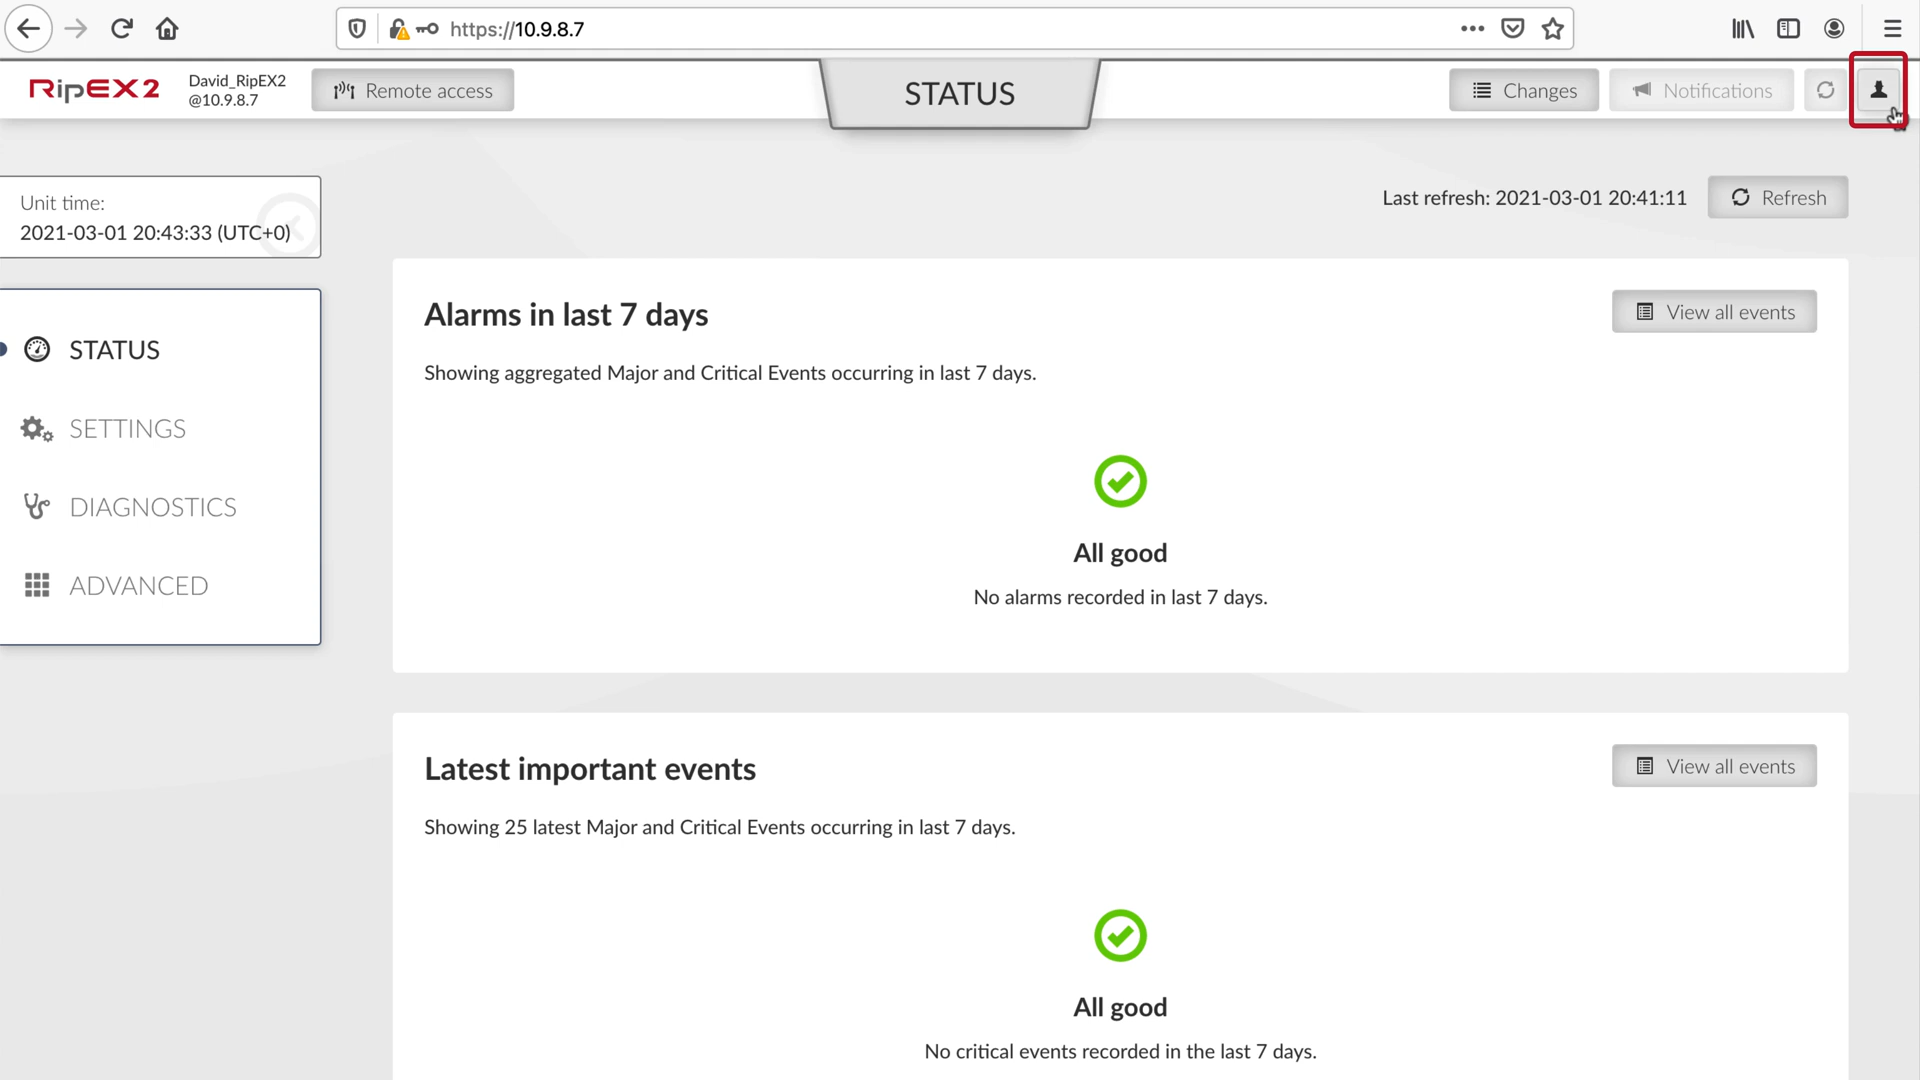 https://10.9.8.7
RipEX2
David_RipEX2
@10.9.8.7
Remote access
STATUS
Changes
Notifications
Unit time:
2021-03-01 20:43:33 (UTC+0)
Last refresh: 2021-03-01 20:41:11
Refresh
STATUS
SETTINGS
DIAGNOSTICS
ADVANCED
Alarms in last 7 days
View all events
Showing aggregated Major and Critical Events occurring in last 7 days.
All good
No alarms recorded in last 7 days.
Latest important events
View all events
Showing 25 latest Major and Critical Events occurring in last 7 days.
All good
No critical events recorded in the last 7 days.